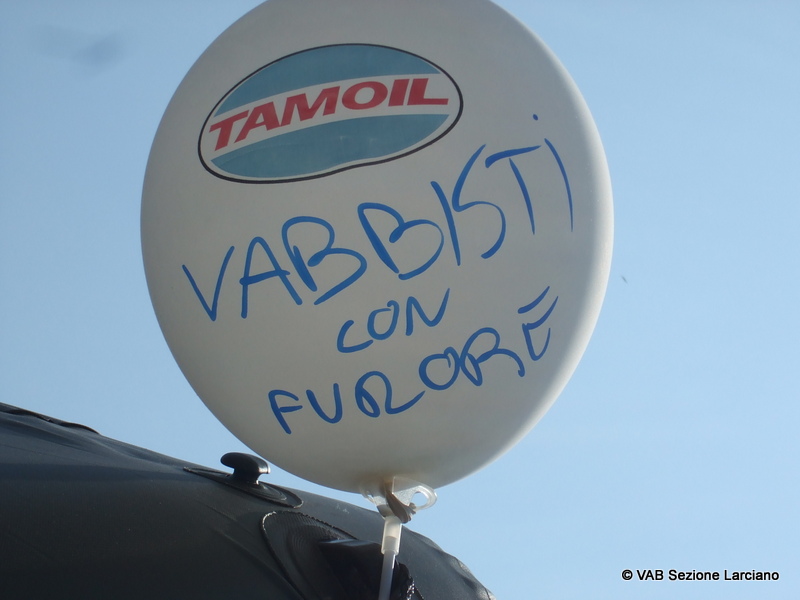 TAMOIL
VABBISTI
CON
FURORE
© VAB Sezione Larciano